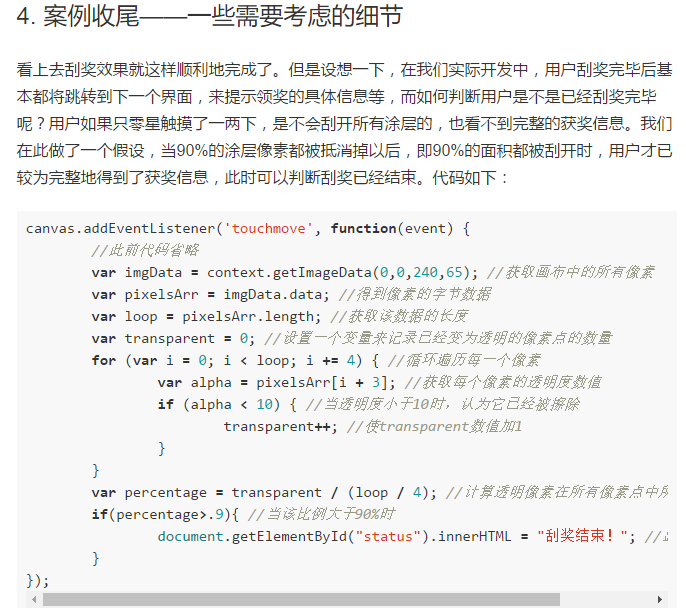 4. 案例收尾——一些需要考虑的细节
看上去刮奖效果就这样顺利地完成了。但是设想一下，在我们实际开发中，用户刮奖完毕后基
本都将跳转到下一个界面，来提示领奖的具体信息等，而如何判断用户是不是已经刮奖完毕
呢？用户如果只零星触摸了一两下，是不会刮开所有涂层的，也看不到完整的获奖信息。我们
在此做了一个假设，当90%的涂层像素都被抵消掉以后，即90%的面积都被刮开时，用户才已
较为完整地得到了获奖信息，此时可以判断刮奖已经结束。代码如下：
canvas.addEventListener('touchmove', function(event) {
//此前代码省略
var imgData = context.getImageData(0,0,240,65); //获取画布中的所有像素
var pixelsArr = imgData.data; //得到像素的字节数据
var loop = pixelsArr.length; //获取该数据的长度
var transparent = 0; //设置一个变量来记录已经变为透明的像素点的数量
for (var i = 0; i < loop; i += 4) { //循环遍历每一个像素
var alpha = pixelsArr[i + 3]; //获取每个像素的透明度数值
if (alpha < 10) { //当透明度小于10时，认为它已经被擦除
transparent++; //使transparent数值加1
}
}
var percentage = transparent / (loop / 4); //计算透明像素在所有像素点中所
if(percentage>.9){ //当该比例大于90%时
document.getElementById("status").innerHTML = "刮奖结束！"; //
}
});